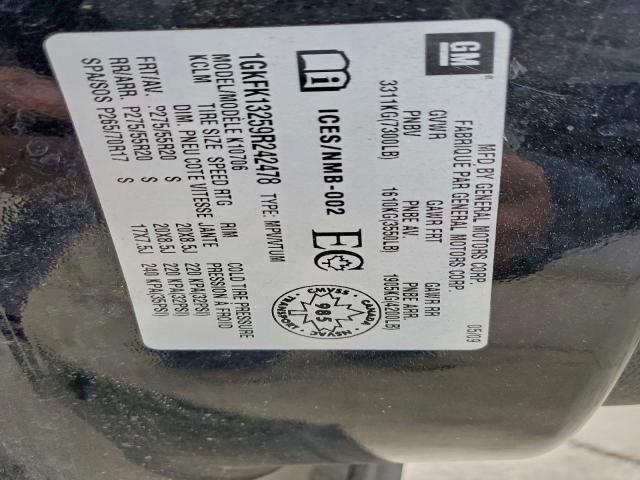 GM
MFD BY GENERAL MOTORS CORP.
FABRIQUÉ PAR GENERAL MOTORS CORP.
05/09
GVWR GAWR FRT GAWR RR
PNBV PNBE AV. PNBE ARR.
3311KG(7300LB) 1610KG(3550LB) 1905KG(4200LB)
ICES/NMB-002 EC
CMVSS CANADA NSVAC TRANSPORT
985
1GKFK13259R242478 TYPE: MPV/VTUM
MODEL/MODELE K10706
KCLM TIRE SIZE SPEED RTG RIM COLD TIRE PRESSURE
DIM. PNEU COTE VITESSE JANTE PRESSION A FROID
FRT/AV. P275/55R20 S 20X8.5J 220 KPA(32PSI)
RR/ARR. P275/55R20 S 20X8.5J 220 KPA(32PSI)
SPA/SDS P265/70R17 S 17X7.5J 240 KPA(35PSI)